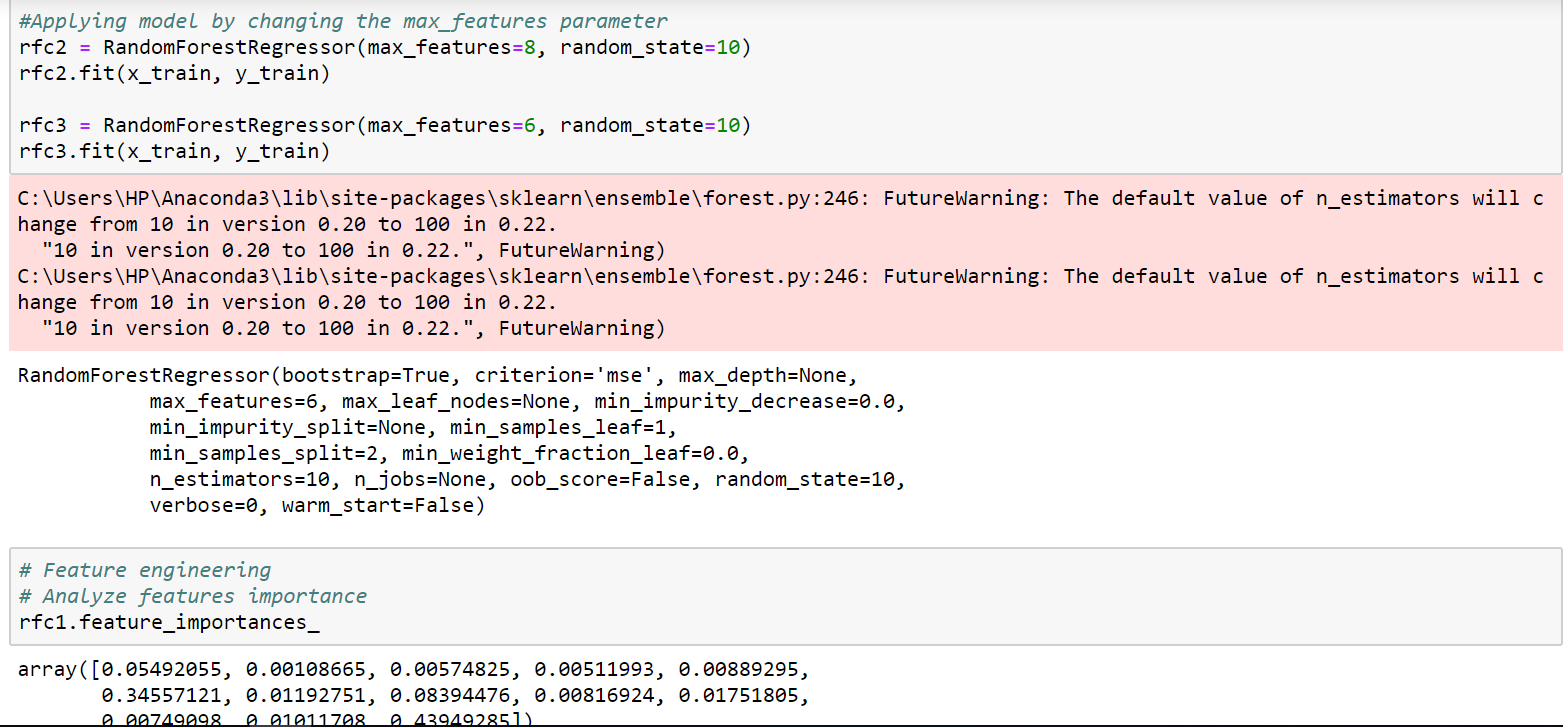 #Applying model by changing the max_features parameter
rfc2 = RandomForestRegressor(max_features=8, random_state=10)
rfc2.fit(x_train, y_train)
rfc3 = RandomForestRegressor(max_features=6, random_state=10)
rfc3.fit(x_train, y_train)
C:\Users\HP\Anaconda3\lib\site-packages\sklearn\ensemble\forest.py:246: FutureWarning: The default value of n_estimators will c
hange from 10 in version 0.20 to 100 in 0.22.
"10 in version 0.20 to 100 in 0.22.", FutureWarning)
C:\Users\HP\Anaconda3\lib\site-packages\sklearn\ensemble\forest.py:246: FutureWarning: The default value of n_estimators will c
hange from 10 in version 0.20 to 100 in 0.22.
"10 in version 0.20 to 100 in 0.22.", FutureWarning)
RandomForestRegressor(bootstrap=True, criterion='mse', max_depth=None,
max_features=6, max_leaf_nodes=None, min_impurity_decrease=0.0,
min_impurity_split=None, min_samples_leaf=1,
min_samples_split=2, min_weight_fraction_leaf=0.0,
n_estimators=10, n_jobs=None, oob_score=False, random_state=10,
verbose=0, warm_start=False)
# Feature engineering
# Analyze features importance
rfc1.feature_importances_
array([0.05492055, 0.00108665, 0.00574825, 0.00511993, 0.00889295,
0.34557121, 0.01192751, 0.08394476, 0.00816924, 0.01751805,
0.00749098, 0.01011708, 0.43949285])